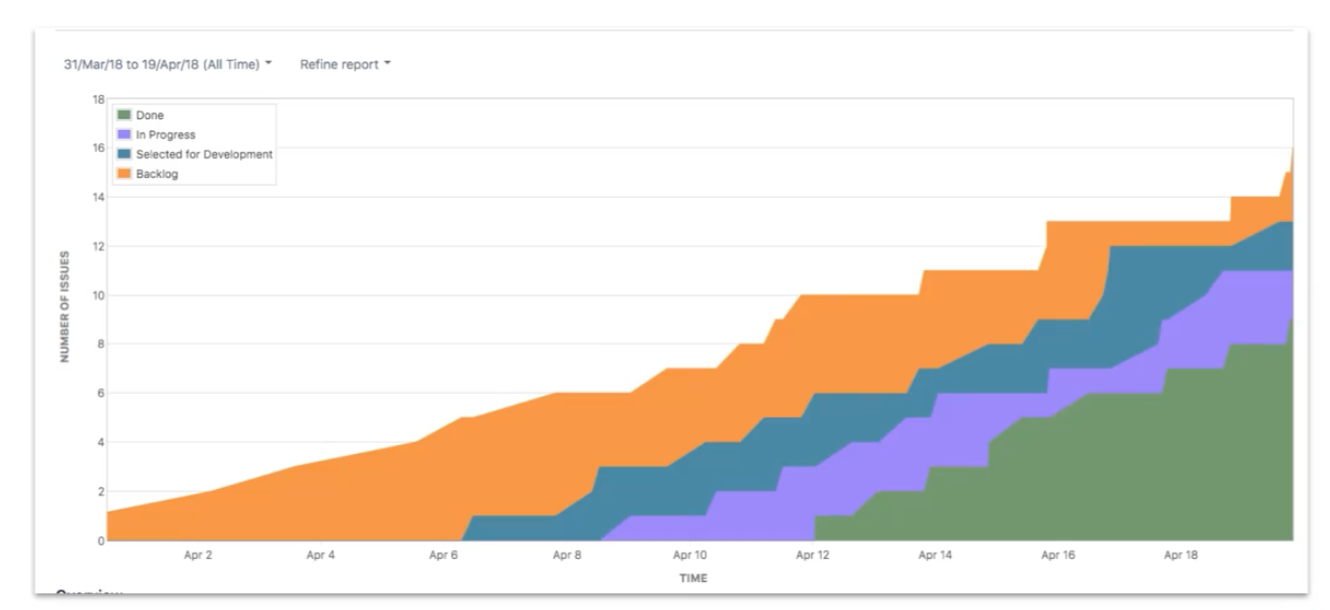 31/Mar/18 to 19/Apr/18 (All Time) Refine report
18
16
14
12
10
8
6
4
2
0
Done
In Progress
Selected for Development
Backlog
NUMBER OF ISSUES
Apr 2 Apr 4 Apr 6 Apr 8 Apr 10 Apr 12 Apr 14 Apr 16 Apr 18
TIME